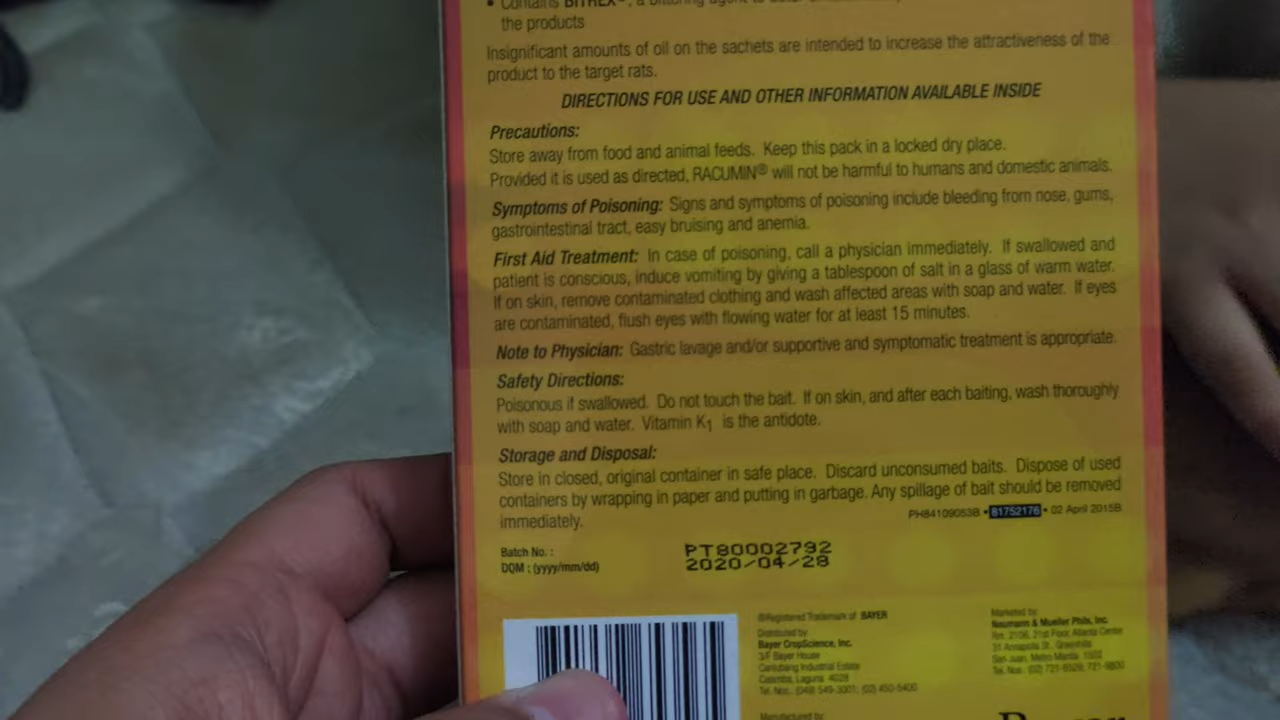 • Contains BITREX®, a bittering agent to
the products
Insignificant amounts of oil on the sachets are intended to increase the attractiveness of the
product to the target rats.
DIRECTIONS FOR USE AND OTHER INFORMATION AVAILABLE INSIDE
Precautions:
Store away from food and animal feeds. Keep this pack in a locked dry place.
Provided it is used as directed, RACUMIN® will not be harmful to humans and domestic animals.
Symptoms of Poisoning: Signs and symptoms of poisoning include bleeding from nose, gums,
gastrointestinal tract, easy bruising and anemia.
First Aid Treatment: In case of poisoning, call a physician immediately. If swallowed and
patient is conscious, induce vomiting by giving a tablespoon of salt in a glass of warm water.
If on skin, remove contaminated clothing and wash affected areas with soap and water. If eyes
are contaminated, flush eyes with flowing water for at least 15 minutes.
Note to Physician: Gastric lavage and/or supportive and symptomatic treatment is appropriate.
Safety Directions:
Poisonous if swallowed. Do not touch the bait. If on skin, and after each baiting, wash thoroughly
with soap and water. Vitamin K1 is the antidote.
Storage and Disposal:
Store in closed, original container in safe place. Discard unconsumed baits. Dispose of used
containers by wrapping in paper and putting in garbage. Any spillage of bait should be removed
immediately.
PH84109053B • 81752176 • 02 April 2015B
Batch No. : PT80002792
DOM : (yyyy/mm/dd) 2020/04/28
®Registered Trademark of BAYER
Distributed by
Bayer CropScience, Inc.
3/F Bayer House
Canlubang Industrial Estate
Calamba, Laguna 4028
Tel. Nos.: (049) 549-3001; (02) 450-5400
Manufactured by
Marketed by
Neumann & Mueller Phils, Inc.
Rm. 2106, 21st Floor, Atlanta Center
31 Annapolis St., Greenhills
San Juan, Metro Manila 1502
Tel. Nos.: (02) 721-6529; 721-9800